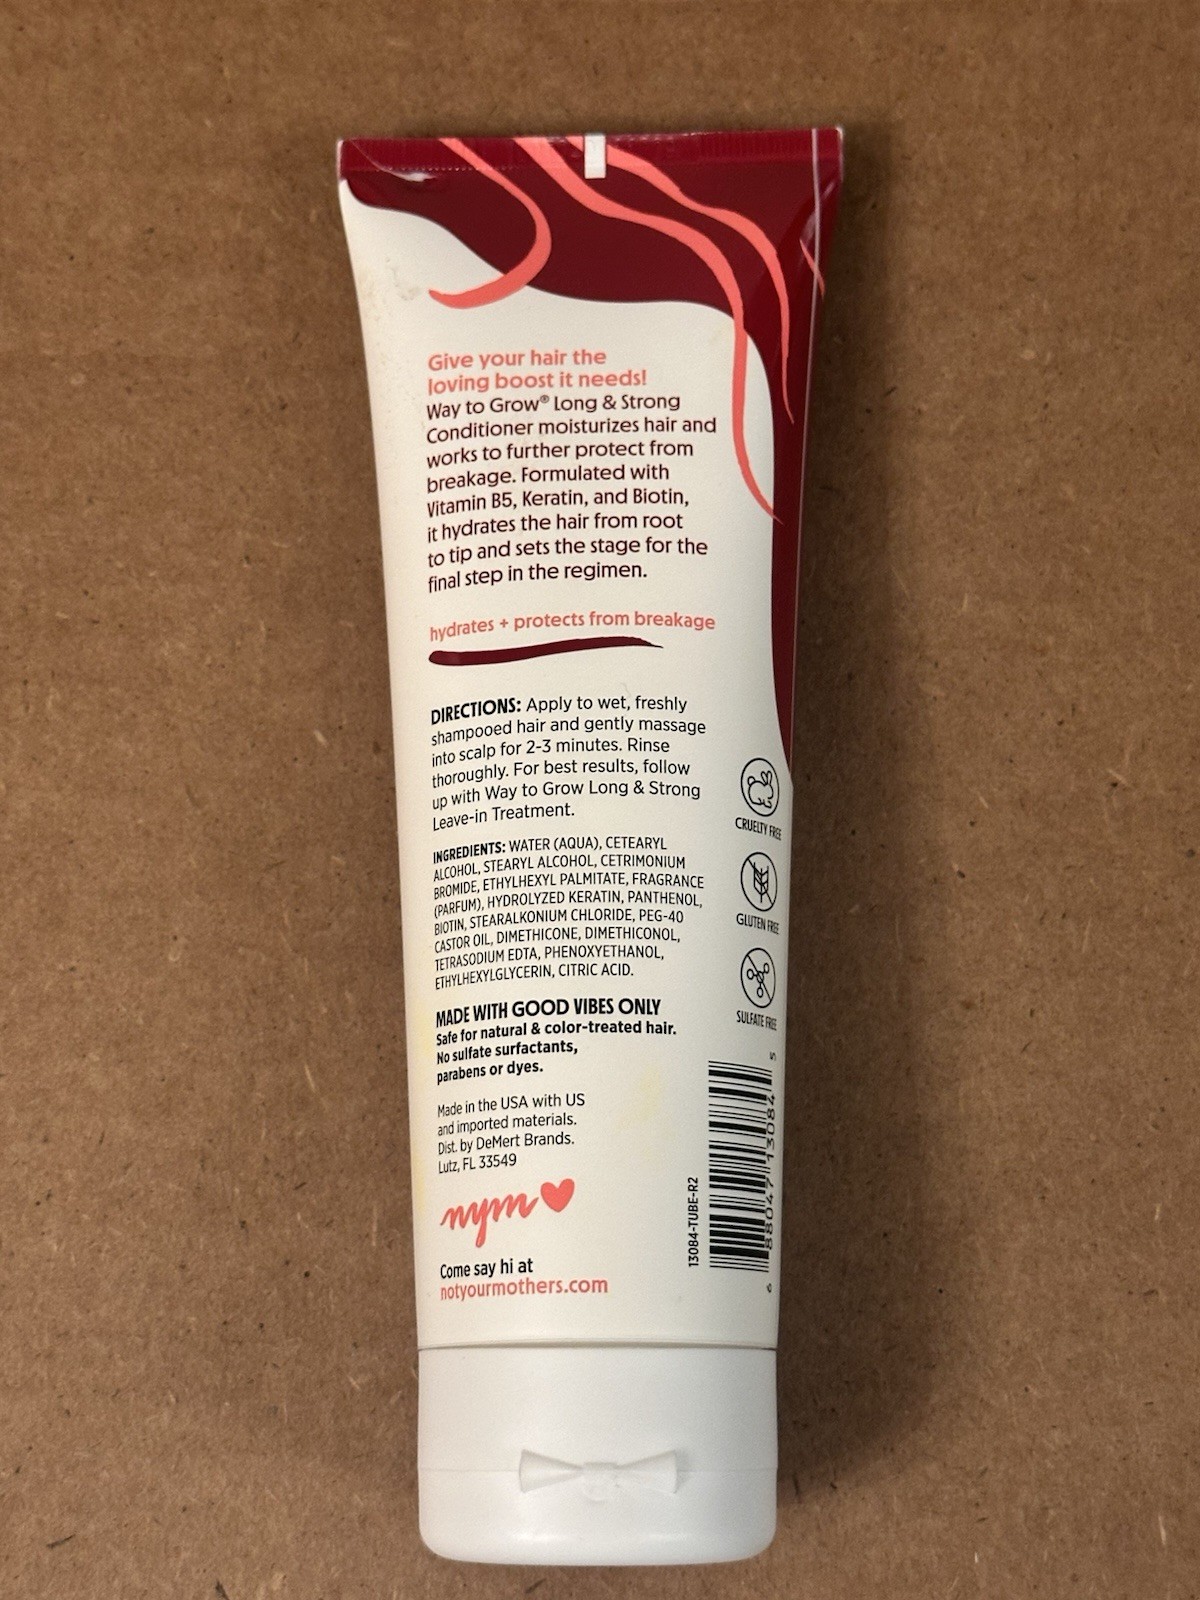 Give your hair the
loving boost it needs!
Way to Grow® Long & Strong
Conditioner moisturizes hair and
works to further protect from
breakage. Formulated with
Vitamin B5, Keratin, and Biotin,
it hydrates the hair from root
to tip and sets the stage for the
final step in the regimen.
hydrates + protects from breakage
DIRECTIONS: Apply to wet, freshly
shampooed hair and gently massage
into scalp for 2-3 minutes. Rinse
thoroughly. For best results, follow
up with Way to Grow Long & Strong
Leave-in Treatment.
INGREDIENTS: WATER (AQUA), CETEARYL
ALCOHOL, STEARYL ALCOHOL, CETRIMONIUM
BROMIDE, ETHYLHEXYL PALMITATE, FRAGRANCE
(PARFUM), HYDROLYZED KERATIN, PANTHENOL,
BIOTIN, STEARALKONIUM CHLORIDE, PEG-40
CASTOR OIL, DIMETHICONE, DIMETHICONOL,
TETRASODIUM EDTA, PHENOXYETHANOL,
ETHYLHEXYLGLYCERIN, CITRIC ACID.
MADE WITH GOOD VIBES ONLY
Safe for natural & color-treated hair.
No sulfate surfactants,
parabens or dyes.
Made in the USA with US
and imported materials.
Dist. by DeMert Brands.
Lutz, FL 33549
nym
Come say hi at
notyourmothers.com
CRUELTY FREE
GLUTEN FREE
SULFATE FREE
13084-TUBE-R2
6 88047 13084 5